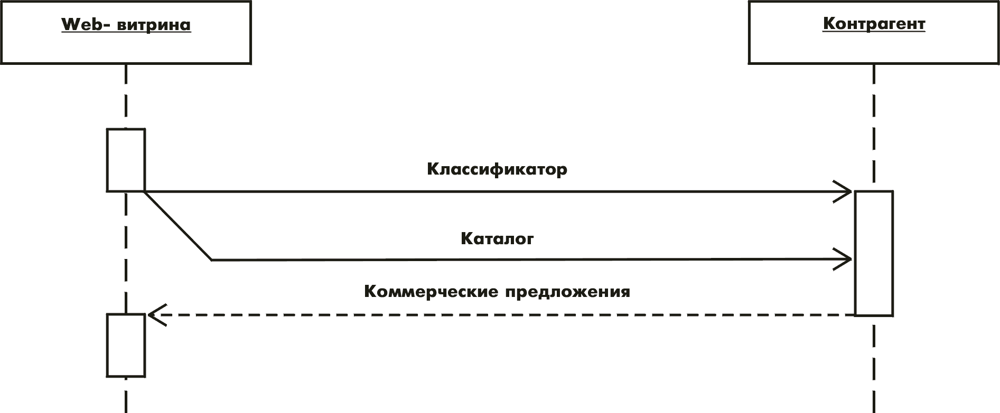 Web- витрина
Контрагент
Классификатор
Каталог
Коммерческие предложения